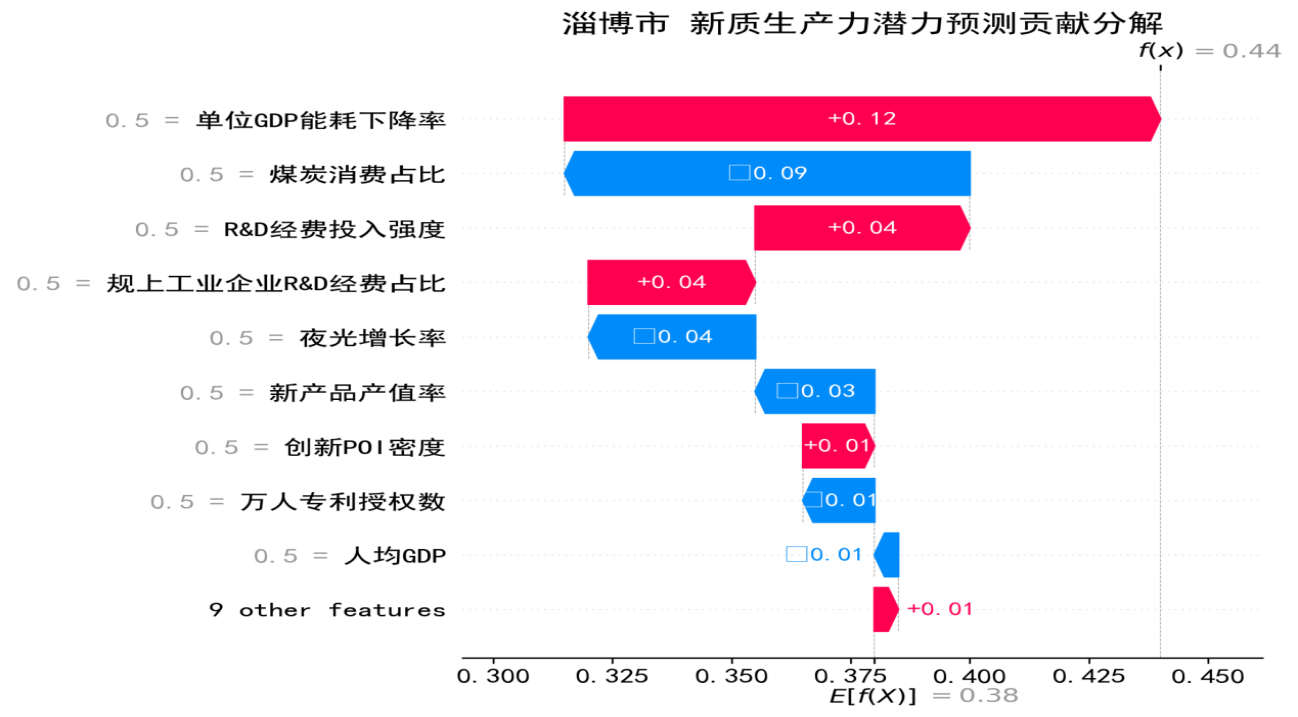 淄博市 新质生产力潜力预测贡献分解
f(x) = 0.44
0.5 = 单位GDP能耗下降率
+0.12
0.5 = 煤炭消费占比
□0.09
0.5 = R&D经费投入强度
+0.04
0.5 = 规上工业企业R&D经费占比
+0.04
0.5 = 夜光增长率
□0.04
0.5 = 新产品产值率
□0.03
0.5 = 创新POI密度
+0.01
0.5 = 万人专利授权数
□0.01
0.5 = 人均GDP
□0.01
9 other features
+0.01
0.300 0.325 0.350 0.375 0.400 0.425 0.450
E[f(X)] = 0.38